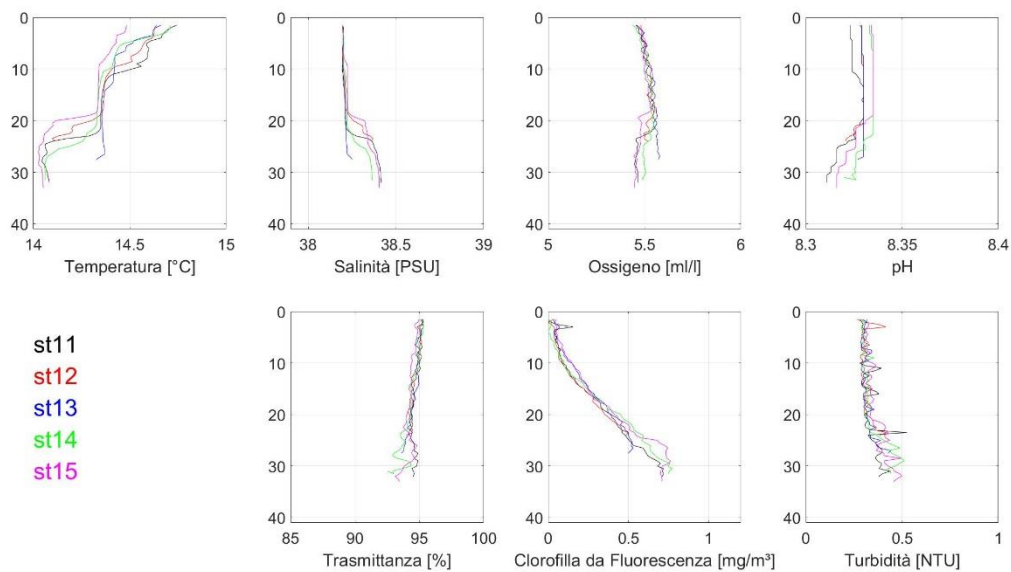 0
10
20
30
40
14 14.5 15
Temperatura [°C]
0
10
20
30
40
38 38.5 39
Salinità [PSU]
0
10
20
30
40
5 5.5 6
Ossigeno [ml/l]
0
10
20
30
40
8.3 8.35 8.4
pH
st11
st12
st13
st14
st15
0
10
20
30
40
85 90 95 100
Trasmittanza [%]
0
10
20
30
40
0 0.5 1
Clorofilla da Fluorescenza [mg/m³]
0
10
20
30
40
0 0.5 1
Turbidità [NTU]